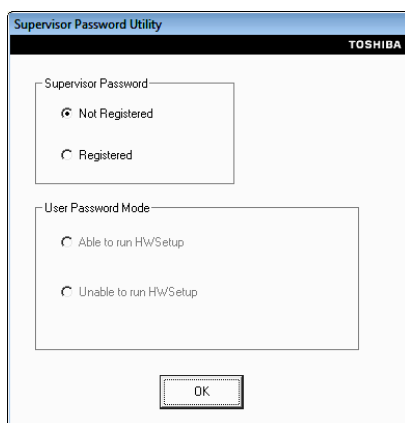 Supervisor Password Utility
TOSHIBA
Supervisor Password
Not Registered
Registered
User Password Mode
Able to run HWSetup
Unable to run HWSetup
OK